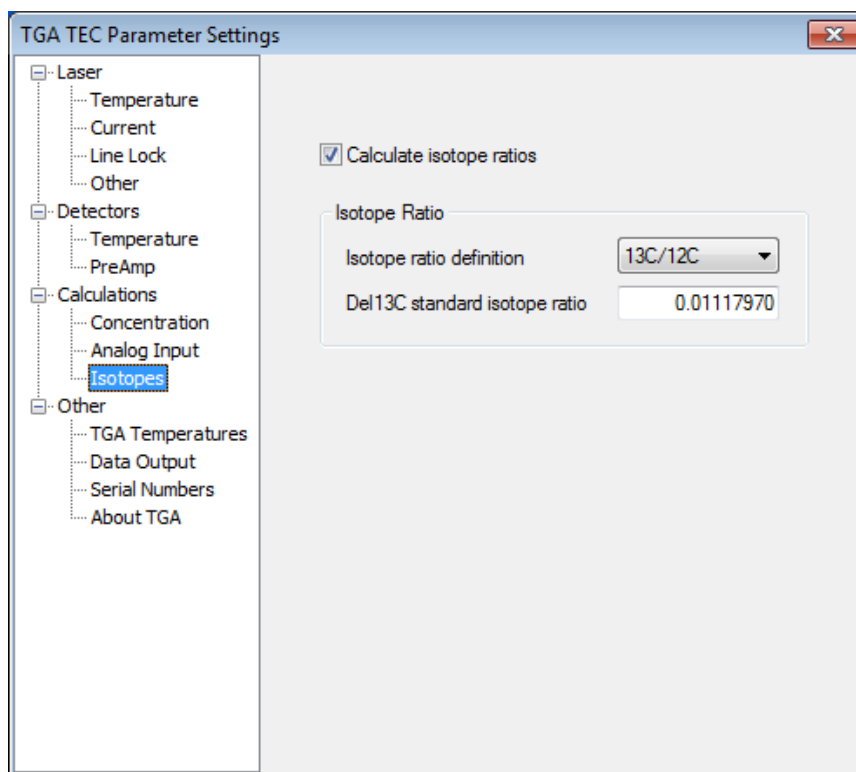 TGA TEC Parameter Settings
Laser
Temperature
Current
Line Lock
Other
Detectors
Temperature
PreAmp
Calculations
Concentration
Analog Input
Isotopes
Other
TGA Temperatures
Data Output
Serial Numbers
About TGA
Calculate isotope ratios
Isotope Ratio
Isotope ratio definition 13C/12C
Del13C standard isotope ratio 0.01117970